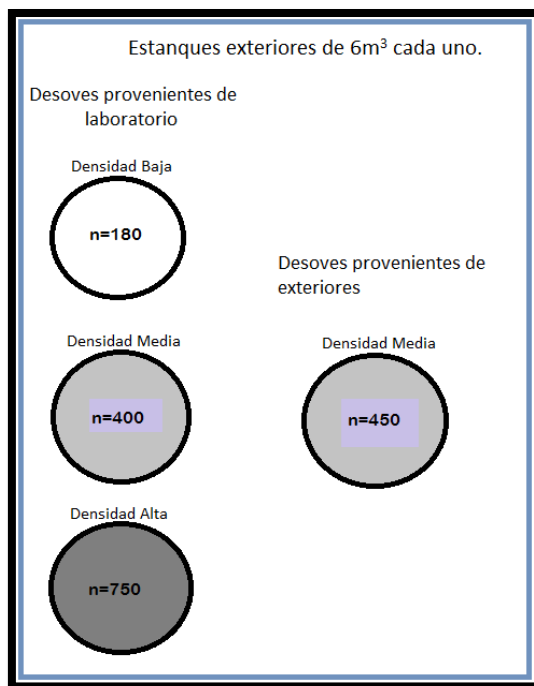 Estanques exteriores de 6m³ cada uno.
Desoves provenientes de
laboratorio
Densidad Baja
n=180
Desoves provenientes de
exteriores
Densidad Media
n=400
Densidad Media
n=450
Densidad Alta
n=750